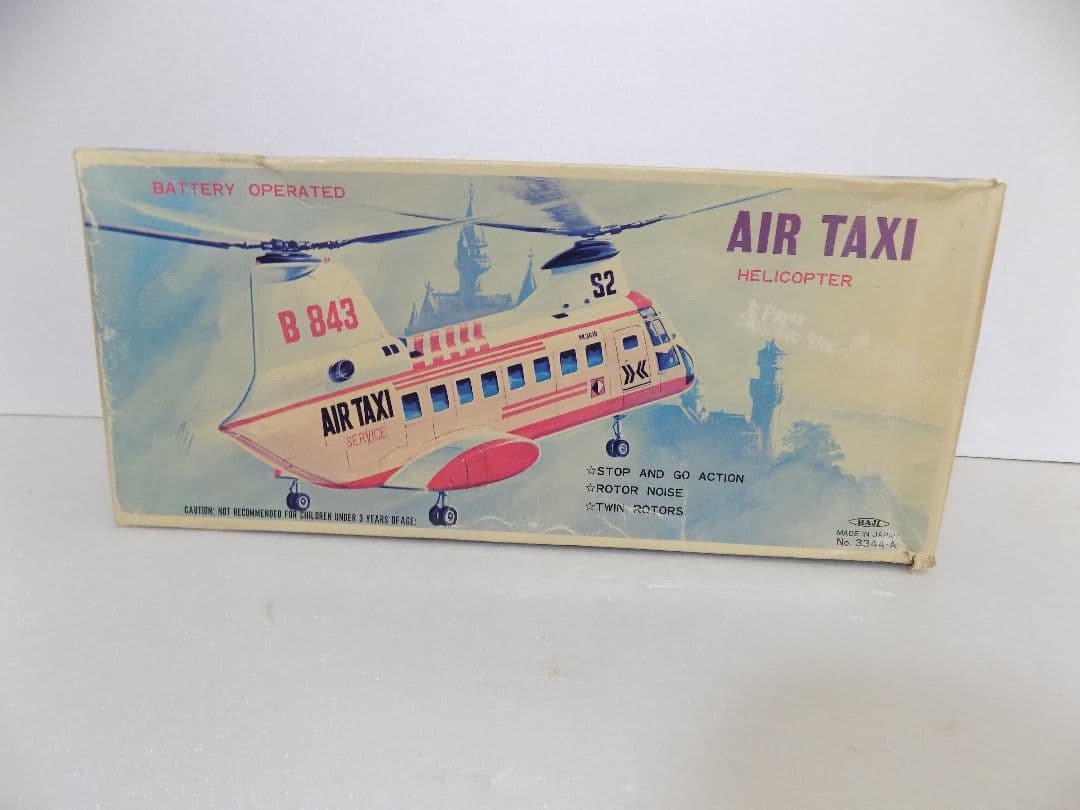 BATTERY OPERATED
AIR TAXI
HELICOPTER
S2
B 843
AIR TAXI
SERVICE
☆STOP AND GO ACTION
☆ROTOR NOISE
☆TWIN ROTORS
CAUTION: NOT RECOMMENDED FOR CHILDREN UNDER 3 YEARS OF AGE.
HAJI
MADE IN JAPAN
No. 3344-A